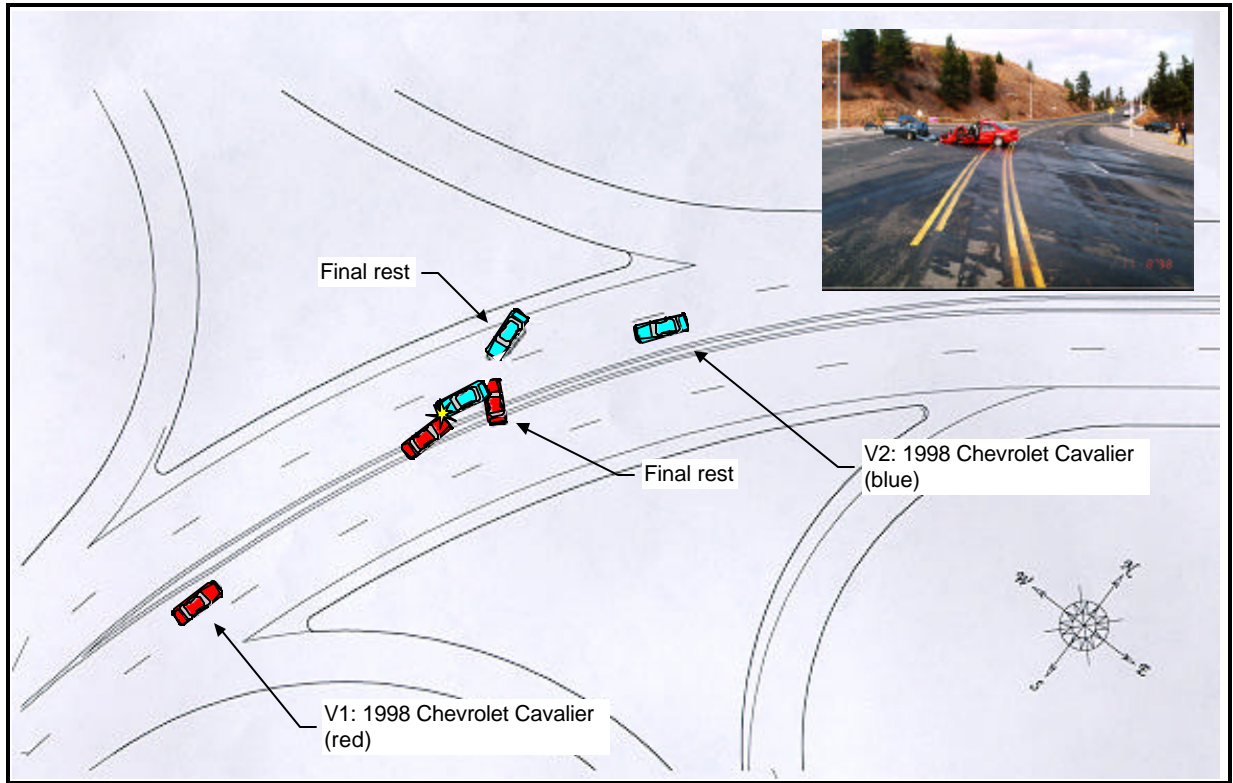 Final rest
Final rest
V2: 1998 Chevrolet Cavalier
(blue)
V1: 1998 Chevrolet Cavalier
(red)
N
W
E
S